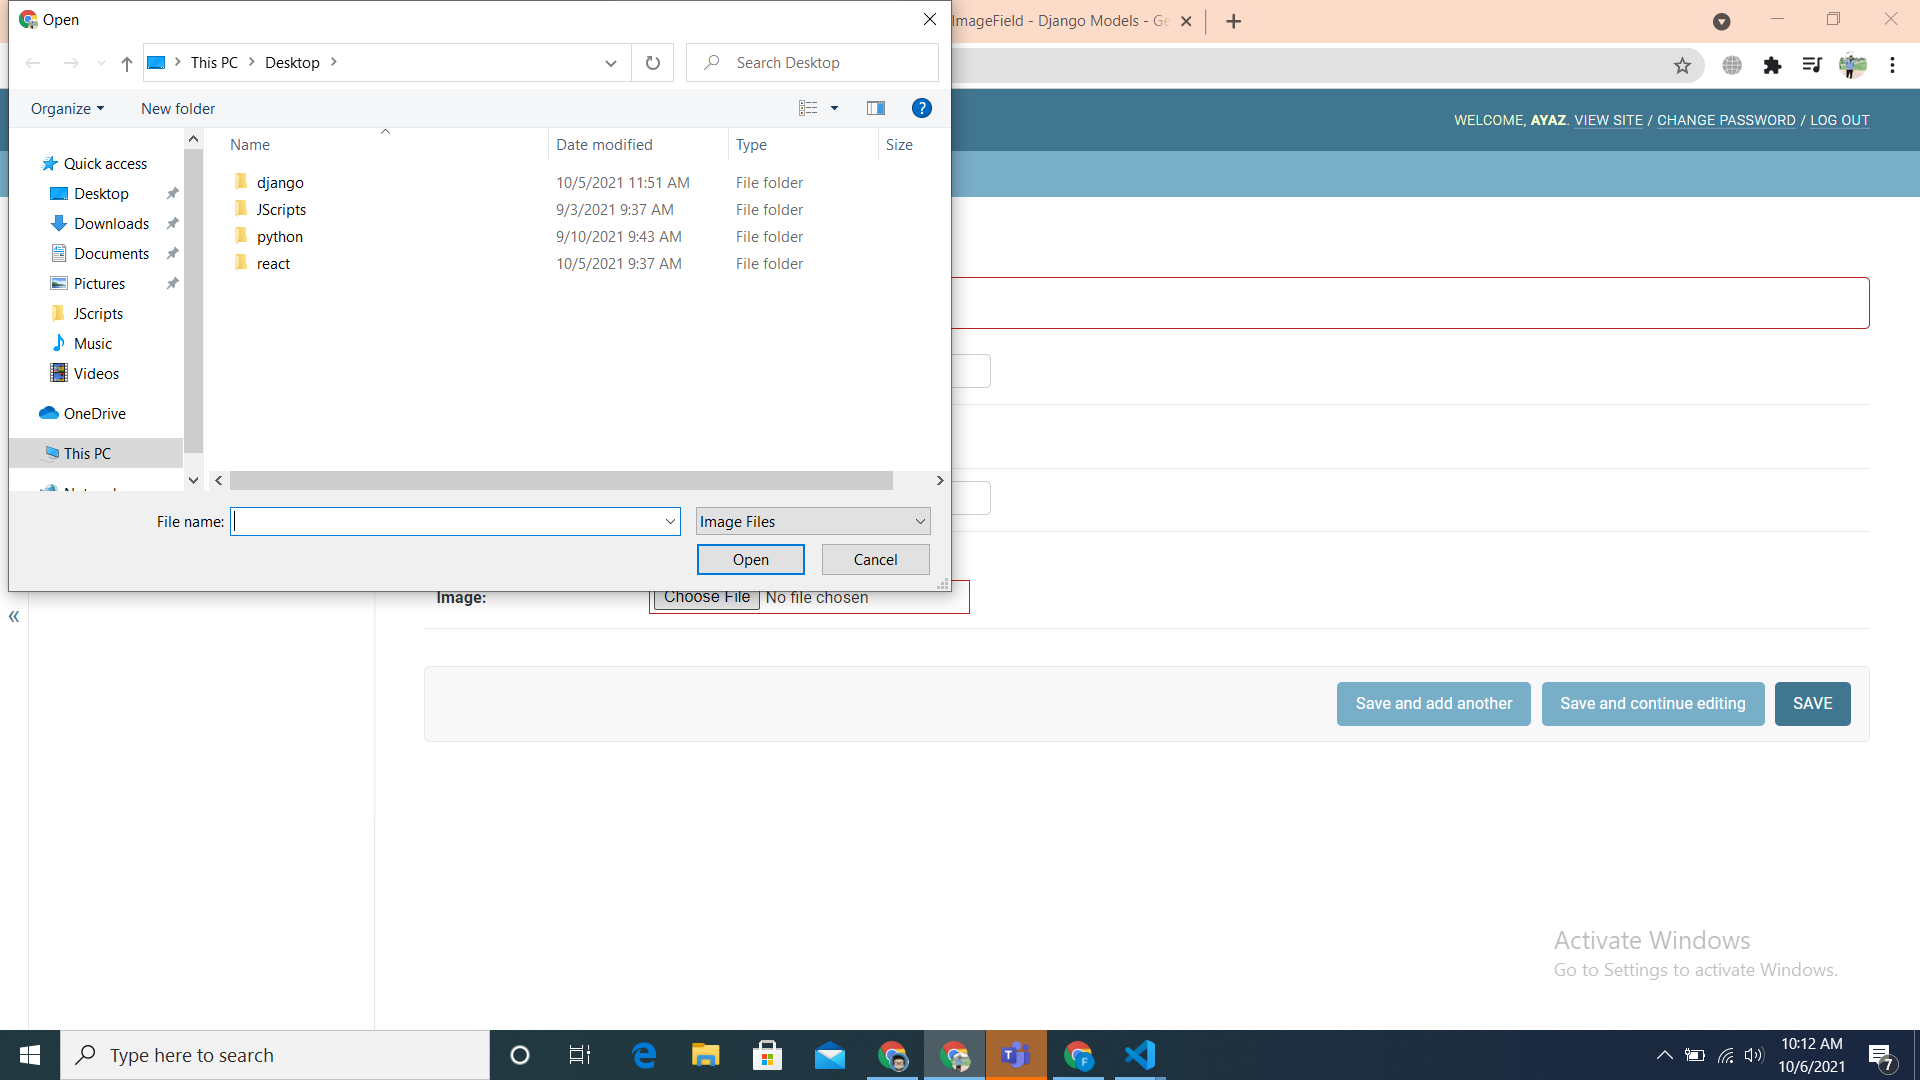 Open
ImageField - Django Models - Ge
This PC
Desktop
Search Desktop
Organize
New folder
WELCOME, AYAZ. VIEW SITE / CHANGE PASSWORD / LOG OUT
Name
Date modified
Type
Size
Quick access
Desktop
Downloads
Documents
Pictures
JScripts
Music
Videos
OneDrive
This PC
django 10/5/2021 11:51 AM File folder
JScripts 9/3/2021 9:37 AM File folder
python 9/10/2021 9:43 AM File folder
react 10/5/2021 9:37 AM File folder
File name:
Image Files
Open
Cancel
Image:
Choose File No file chosen
Save and add another
Save and continue editing
SAVE
Activate Windows
Go to Settings to activate Windows.
Type here to search
10:12 AM
10/6/2021
7